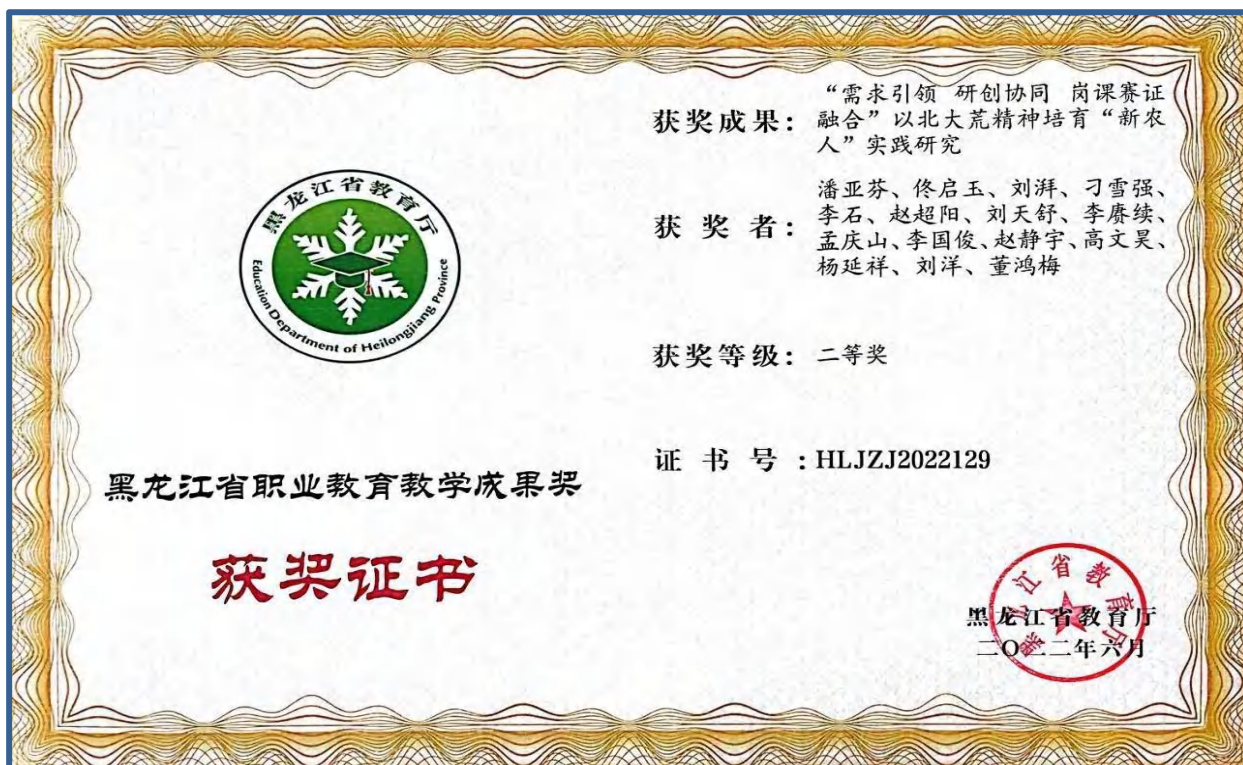 黑龙江省教育厅
Education Department of Heilongjiang Province
黑龙江省职业教育教学成果奖
获奖证书
获奖成果：
“需求引领 研创协同 岗课赛证
融合”以北大荒精神培育“新农
人”实践研究
获 奖 者：
潘亚芬、佟启玉、刘湃、刁雪强、
李石、赵超阳、刘天舒、李赓续、
孟庆山、李国俊、赵静宇、高文昊、
杨延祥、刘洋、董鸿梅
获奖等级：二等奖
证 书 号：HLJZJ2022129
黑龙江省教育厅
二〇二二年六月
黑龙江省教育厅